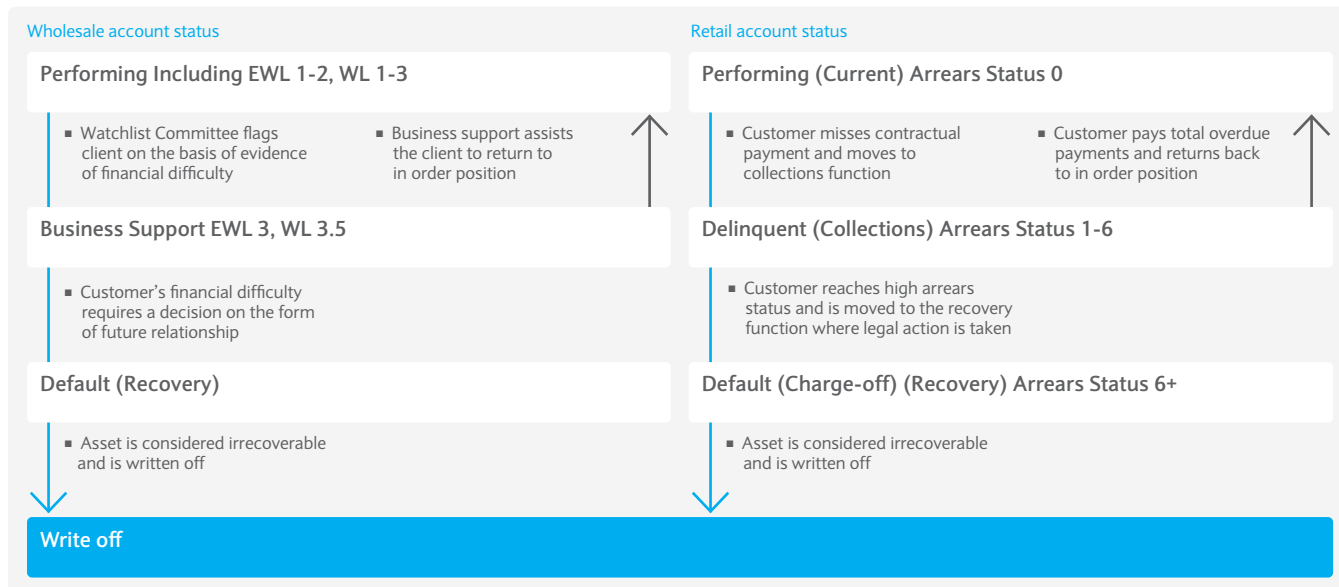 Wholesale account status
Performing Including EWL 1-2, WL 1-3
▪ Watchlist Committee flags
client on the basis of evidence
of financial difficulty
▪ Business support assists
the client to return to
in order position
Business Support EWL 3, WL 3.5
▪ Customer’s financial difficulty
requires a decision on the form
of future relationship
Default (Recovery)
▪ Asset is considered irrecoverable
and is written off
Retail account status
Performing (Current) Arrears Status 0
▪ Customer misses contractual
payment and moves to
collections function
▪ Customer pays total overdue
payments and returns back
to in order position
Delinquent (Collections) Arrears Status 1-6
▪ Customer reaches high arrears
status and is moved to the recovery
function where legal action is taken
Default (Charge-off) (Recovery) Arrears Status 6+
▪ Asset is considered irrecoverable
and is written off
Write off